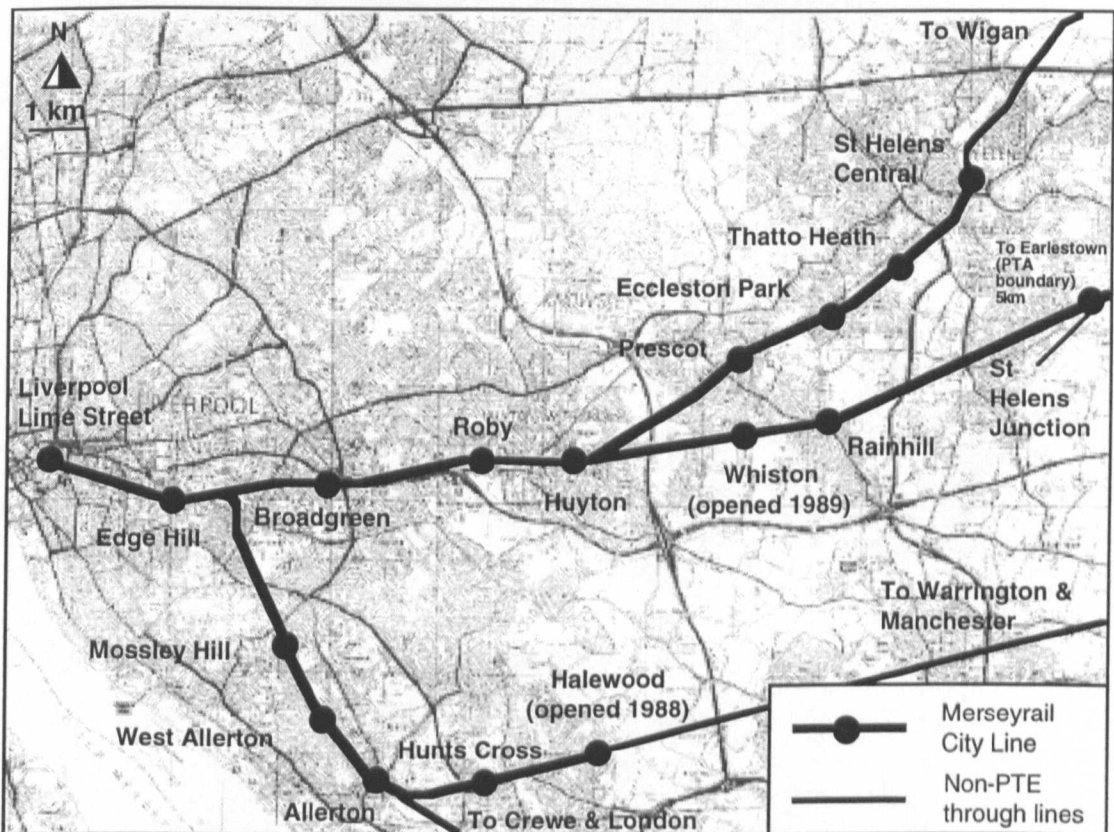 N
1 km
To Wigan
St Helens
Central
Thatto Heath
To Earlestown
(PTA
boundary)
5km
Eccleston Park
Prescot
Liverpool
Lime Street
Roby
St
Helens
Junction
Rainhill
Whiston
(opened 1989)
Huyton
Broadgreen
Edge Hill
To Warrington &
Manchester
Mossley Hill
Halewood
(opened 1988)
West Allerton
Hunts Cross
Allerton
To Crewe & London
Merseyrail
City Line
Non-PTE
through lines